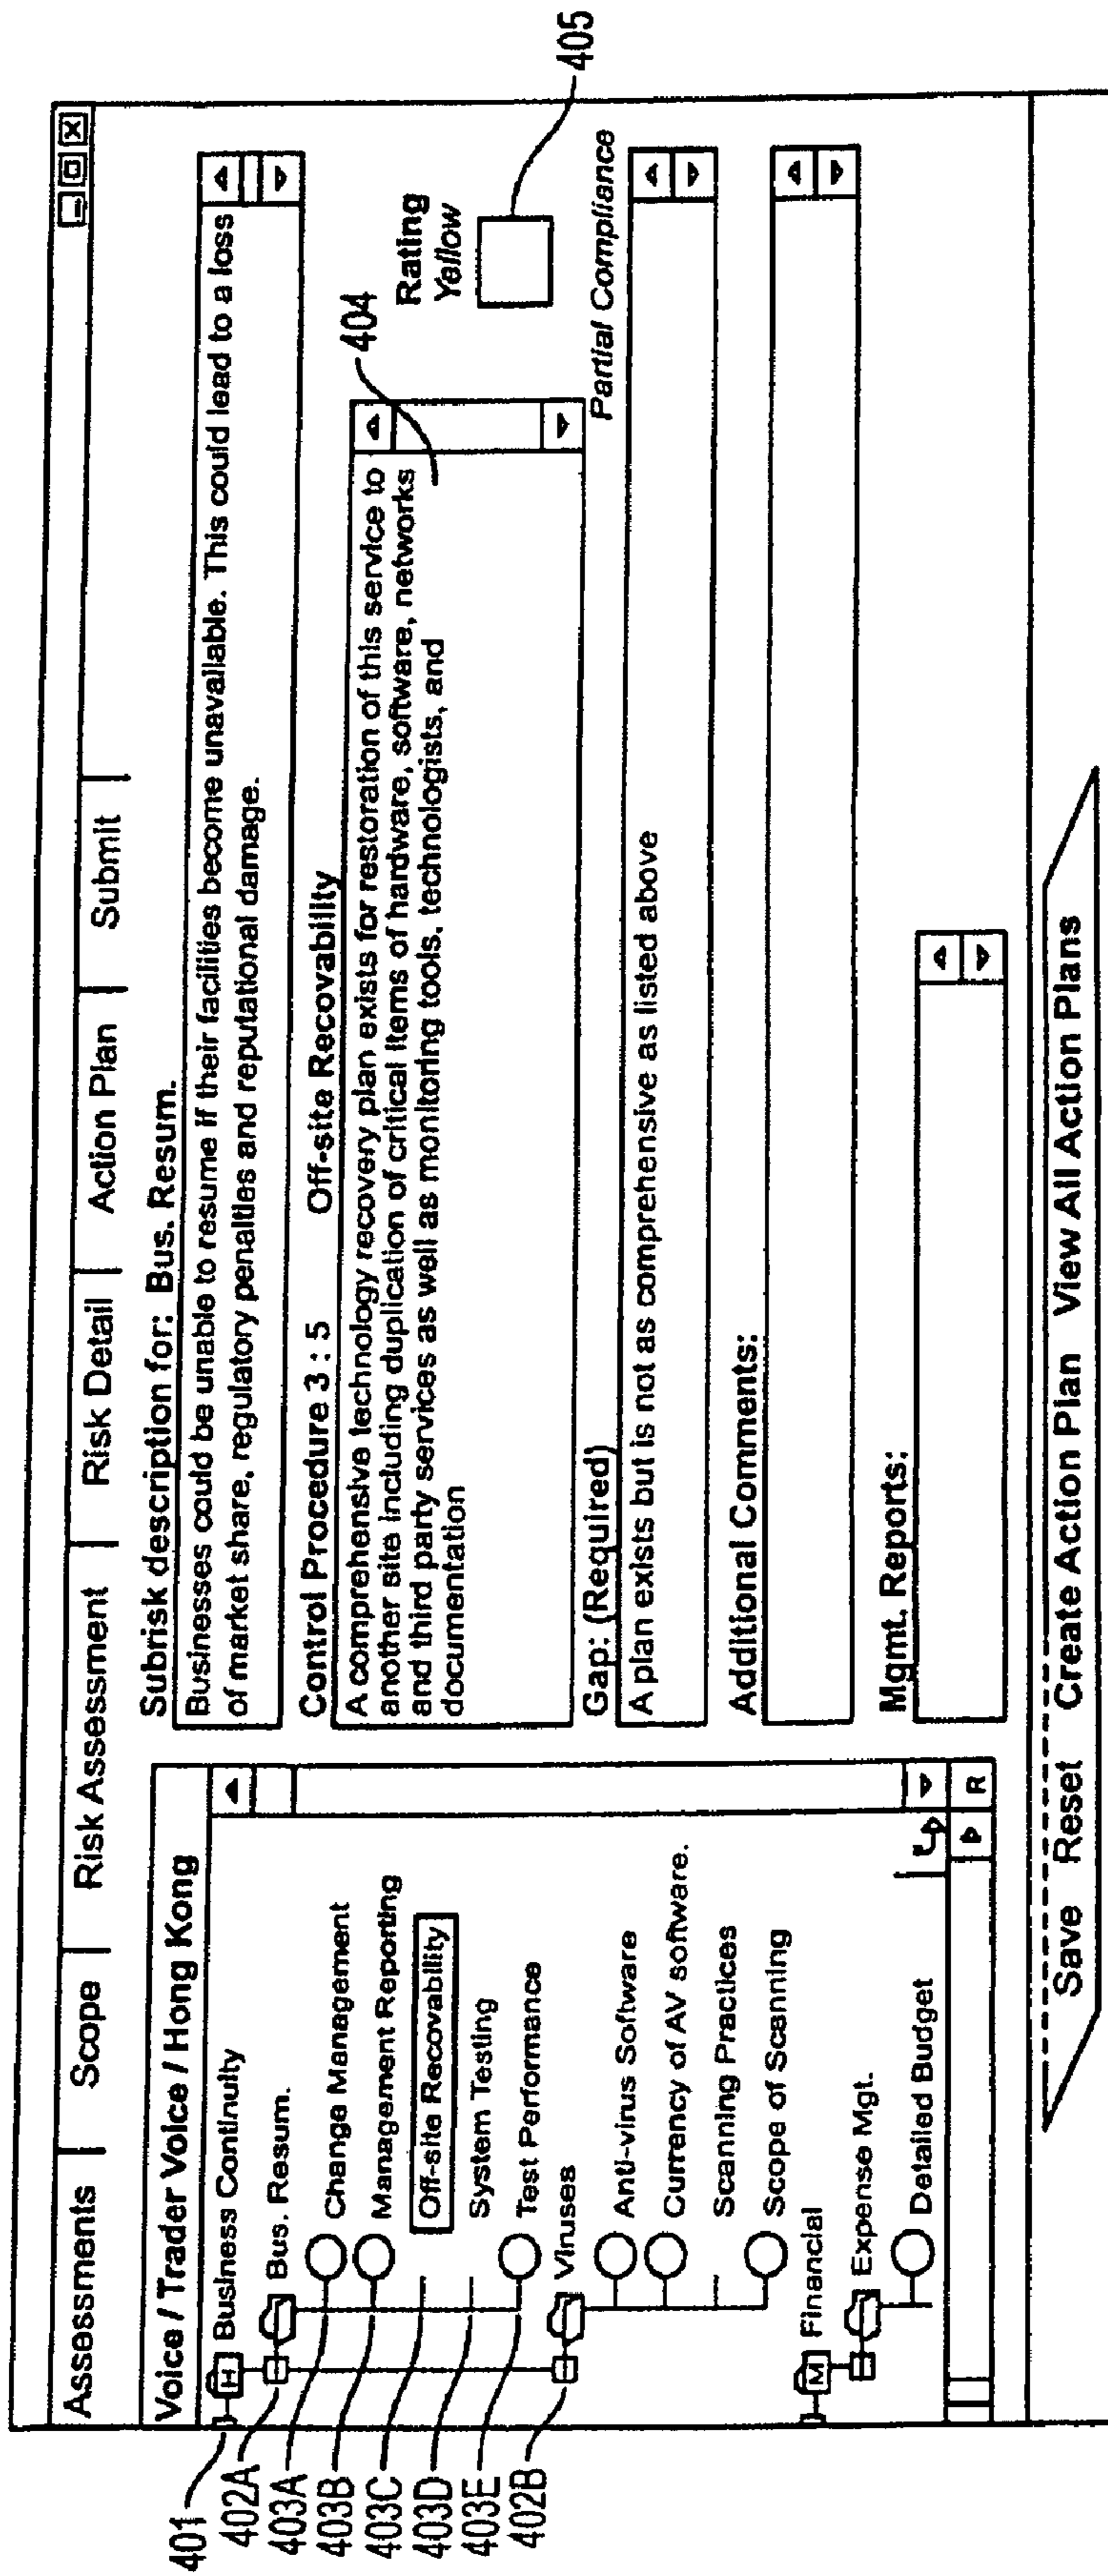 Assessments
Scope
Risk Assessment
Risk Detail
Action Plan
Submit
Voice / Trader Voice / Hong Kong
401
H
Business Continuity
402A
Bus. Resum.
403A
Change Management
403B
Management Reporting
403C
Off-site Recovability
403D
System Testing
403E
Test Performance
402B
Viruses
Anti-virus Software
Currency of AV software.
Scanning Practices
Scope of Scanning
M
Financial
Expense Mgt.
Detailed Budget
R
Subrisk description for: Bus. Resum.
Businesses could be unable to resume if their facilities become unavailable. This could lead to a loss
of market share, regulatory penalties and reputational damage.
Control Procedure 3 : 5 Off-site Recovability
404
A comprehensive technology recovery plan exists for restoration of this service to
another site including duplication of critical items of hardware, software, networks
and third party services as well as monitoring tools, technologists, and
documentation
Rating
Yellow
405
Gap: (Required)
Partial Compliance
A plan exists but is not as comprehensive as listed above
Additional Comments:
Mgmt. Reports:
Save Reset Create Action Plan View All Action Plans